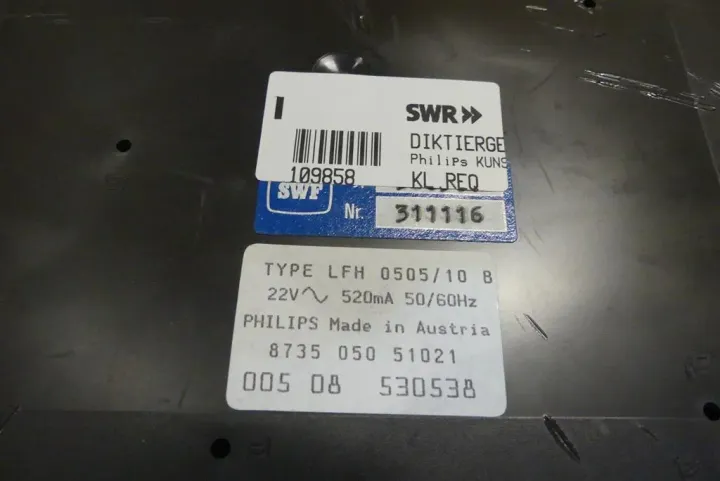 SWR
DIKTIERGE
Philips KUNS
109858
KL REQ
SWF
Nr. 311116
TYPE LFH 0505/10 B
22V 520mA 50/60Hz
PHILIPS Made in Austria
8735 050 51021
005 08 530538